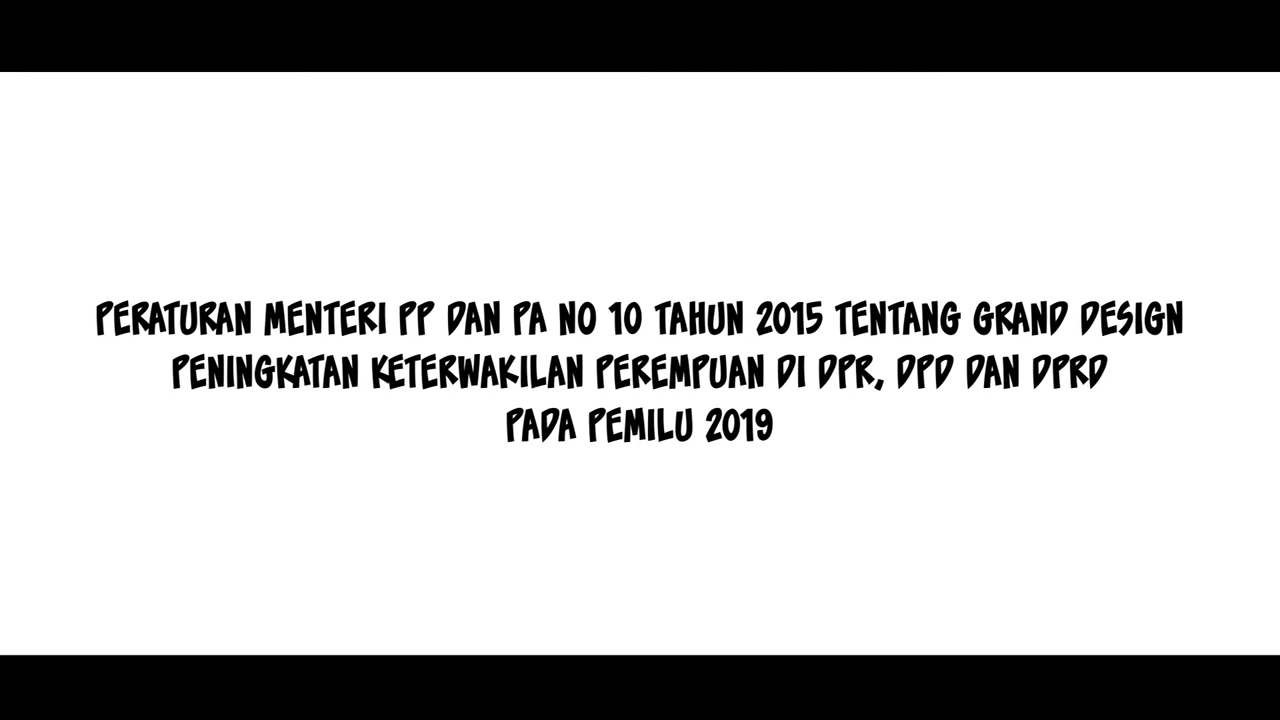 PERATURAN MENTERI PP DAN PA NO 10 TAHUN 2015 TENTANG GRAND DESIGN
PENINGKATAN KETERWAKILAN PEREMPUAN DI DPR, DPD DAN DPRD
PADA PEMILU 2019